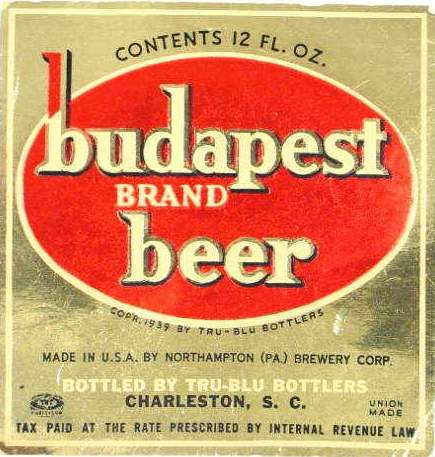 CONTENTS 12 FL. OZ.
budapest
BRAND
beer
COPR. 1939 BY TRU-BLU BOTTLERS
MADE IN U.S.A. BY NORTHAMPTON (PA.) BREWERY CORP.
BOTTLED BY TRU-BLU BOTTLERS
CHARLESTON, S. C.
UNION
MADE
TAX PAID AT THE RATE PRESCRIBED BY INTERNAL REVENUE LAW